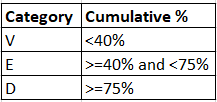 Category Cumulative %
V <40%
E >=40% and <75%
D >=75%